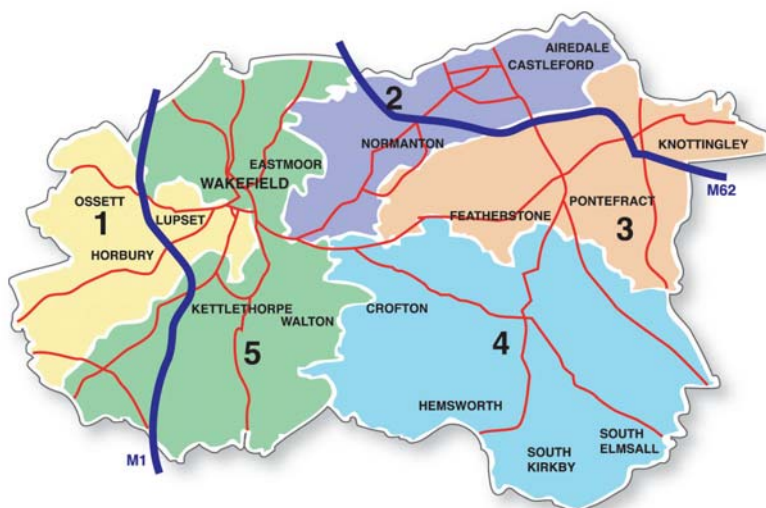 AIREDALE
CASTLEFORD
2
NORMANTON
KNOTTINGLEY
EASTMOOR
WAKEFIELD
M62
OSSETT
PONTEFRACT
1
LUPSET
FEATHERSTONE
3
HORBURY
KETTLETHORPE
CROFTON
WALTON
4
5
HEMSWORTH
SOUTH
ELMSALL
SOUTH
KIRKBY
M1